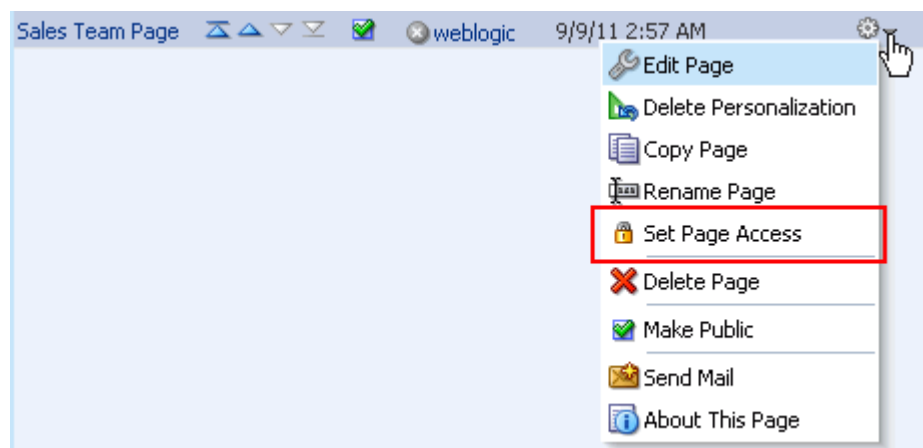 Sales Team Page weblogic 9/9/11 2:57 AM
Edit Page
Delete Personalization
Copy Page
Rename Page
Set Page Access
Delete Page
Make Public
Send Mail
About This Page